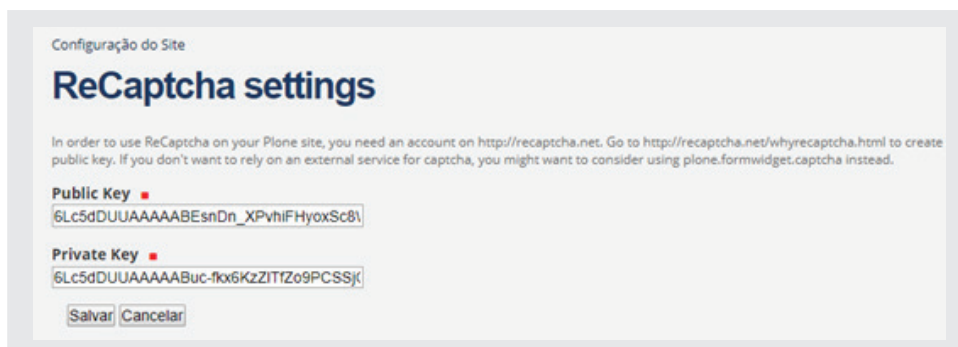 Configuração do Site
ReCaptcha settings
In order to use ReCaptcha on your Plone site, you need an account on http://recaptcha.net. Go to http://recaptcha.net/whyrecaptcha.html to create
public key. If you don't want to rely on an external service for captcha, you might want to consider using plone.formwidget.captcha instead.
Public Key
6Lc5dDUUAAAAABEsnDn_XPvhiFHyoxSc8\
Private Key
6Lc5dDUUAAAAABuc-fkx6KzZITfZo9PCSSj(
Salvar Cancelar